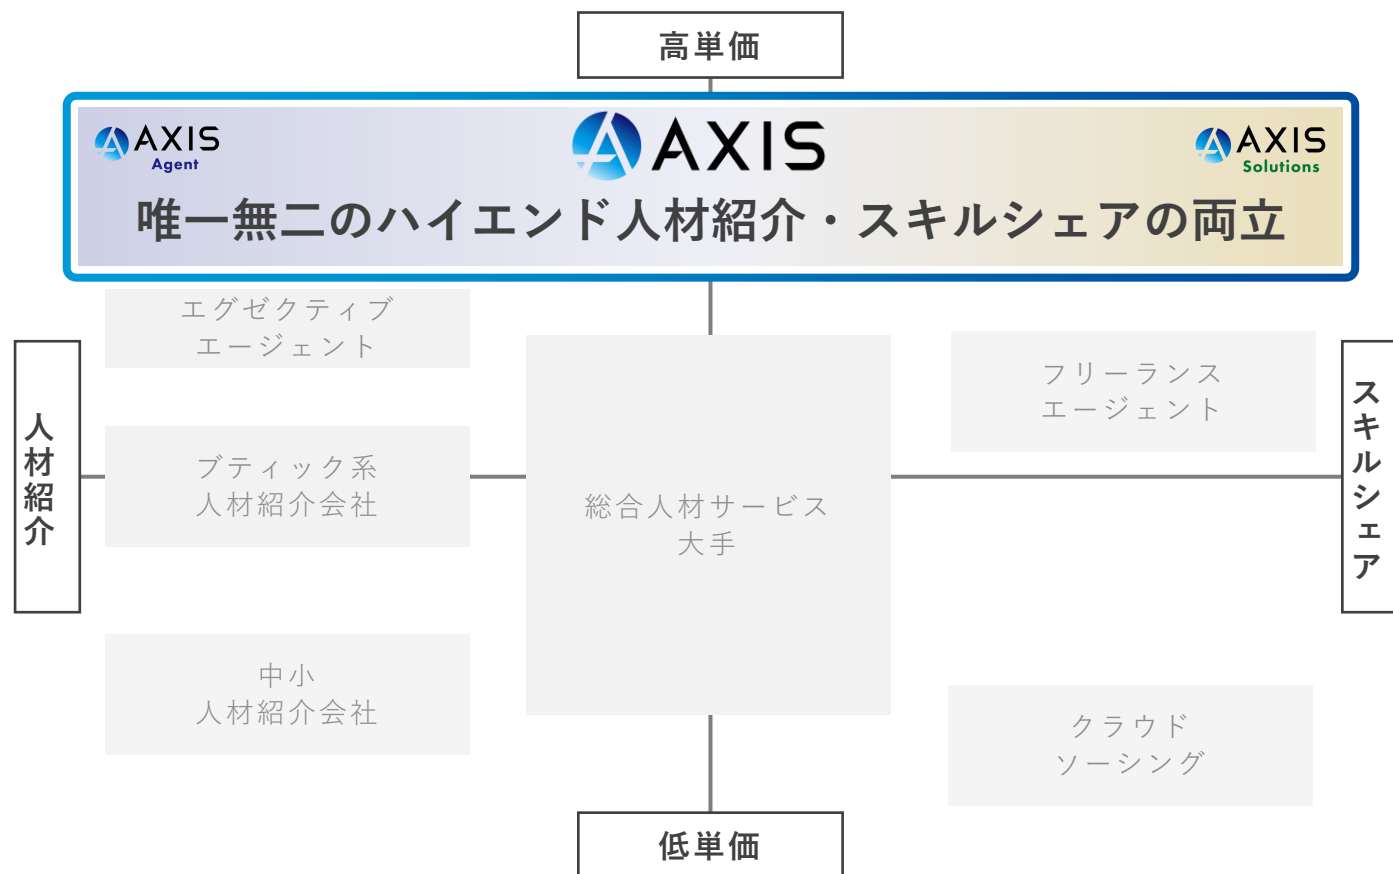 高単価
AXIS
Agent
AXIS
AXIS
Solutions
唯一無二のハイエンド人材紹介・スキルシェアの両立
エグゼクティブ
エージェント
フリーランス
エージェント
人材紹介
スキルシェア
ブティック系
人材紹介会社
総合人材サービス
大手
中小
人材紹介会社
クラウド
ソーシング
低単価